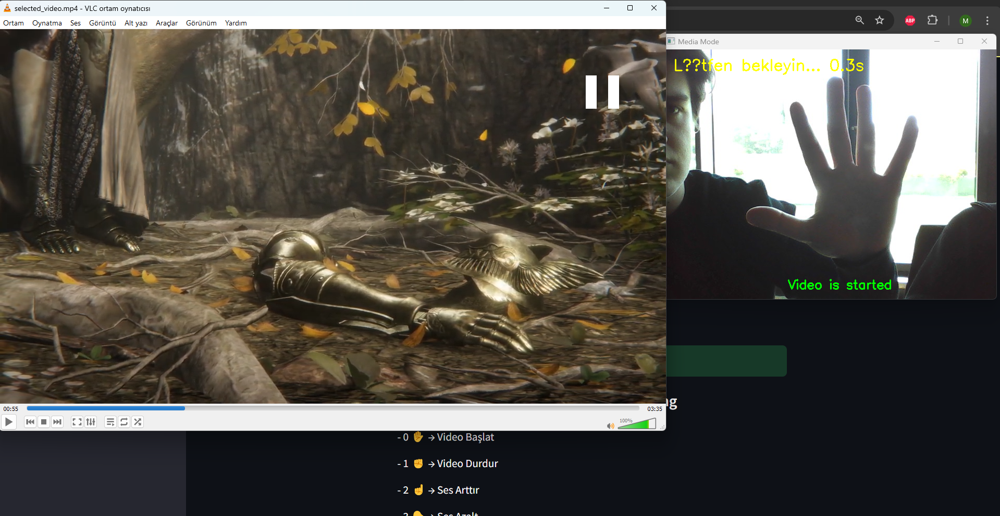 selected_video.mp4 - VLC ortam oynatıcısı
Ortam Oynatma Ses Görüntü Alt yazı Araçlar Görünüm Yardım
ABP
M
Media Mode
L??tfen bekleyin... 0.3s
Video is started
00:55
03:35
100%
- 0 ✋ → Video Başlat
- 1 ✊ → Video Durdur
- 2 ☝ → Ses Arttır
- 3 👇 → Ses Azalt